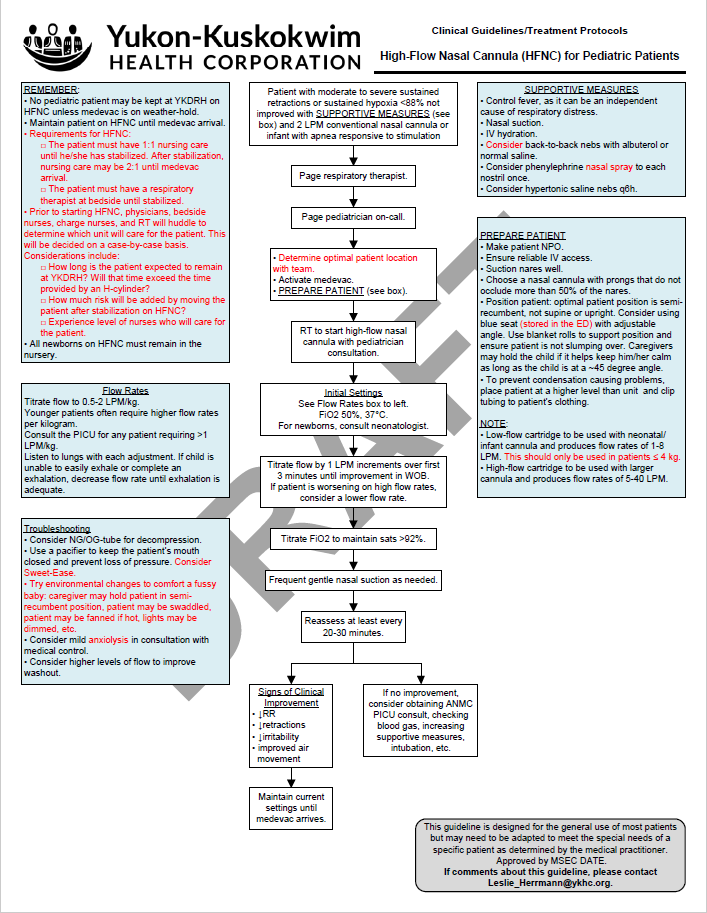 Yukon-Kuskokwim
HEALTH CORPORATION
Clinical Guidelines/Treatment Protocols
High-Flow Nasal Cannula (HFNC) for Pediatric Patients
REMEMBER:
• No pediatric patient may be kept at YKDRH on
HFNC unless medevac is on weather-hold.
• Maintain patient on HFNC until medevac arrival.
• Requirements for HFNC:
□ The patient must have 1:1 nursing care
until he/she has stabilized. After stabilization,
nursing care may be 2:1 until medevac
arrival.
□ The patient must have a respiratory
therapist at bedside until stabilized.
• Prior to starting HFNC, physicians, bedside
nurses, charge nurses, and RT will huddle to
determine which unit will care for the patient. This
will be decided on a case-by-case basis.
Considerations include:
□ How long is the patient expected to remain
at YKDRH? Will that time exceed the time
provided by an H-cylinder?
□ How much risk will be added by moving the
patient after stabilization on HFNC?
□ Experience level of nurses who will care for
the patient.
• All newborns on HFNC must remain in the
nursery.
Flow Rates
Titrate flow to 0.5-2 LPM/kg.
Younger patients often require higher flow rates
per kilogram.
Consult the PICU for any patient requiring >1
LPM/kg.
Listen to lungs with each adjustment. If child is
unable to easily exhale or complete an
exhalation, decrease flow rate until exhalation is
adequate.
Troubleshooting
• Consider NG/OG-tube for decompression.
• Use a pacifier to keep the patient's mouth
closed and prevent loss of pressure. Consider
Sweet-Ease.
• Try environmental changes to comfort a fussy
baby: caregiver may hold patient in semi-
recumbent position, patient may be swaddled,
patient may be fanned if hot, lights may be
dimmed, etc.
• Consider mild anxiolysis in consultation with
medical control.
• Consider higher levels of flow to improve
washout.
Patient with moderate to severe sustained
retractions or sustained hypoxia <88% not
improved with SUPPORTIVE MEASURES (see
box) and 2 LPM conventional nasal cannula or
infant with apnea responsive to stimulation
Page respiratory therapist.
Page pediatrician on-call.
• Determine optimal patient location
with team.
• Activate medevac.
• PREPARE PATIENT (see box).
RT to start high-flow nasal
cannula with pediatrician
consultation.
Initial Settings
See Flow Rates box to left.
FiO2 50%, 37°C.
For newborns, consult neonatologist.
Titrate flow by 1 LPM increments over first
3 minutes until improvement in WOB.
If patient is worsening on high flow rates,
consider a lower flow rate.
Titrate FiO2 to maintain sats >92%.
Frequent gentle nasal suction as needed.
Reassess at least every
20-30 minutes.
Signs of Clinical
Improvement
• ↓RR
• ↓retractions
• ↓irritability
• improved air
movement
If no improvement,
consider obtaining ANMC
PICU consult, checking
blood gas, increasing
supportive measures,
intubation, etc.
Maintain current
settings until
medevac arrives.
SUPPORTIVE MEASURES
• Control fever, as it can be an independent
cause of respiratory distress.
• Nasal suction.
• IV hydration.
• Consider back-to-back nebs with albuterol or
normal saline.
• Consider phenylephrine nasal spray to each
nostril once.
• Consider hypertonic saline nebs q6h.
PREPARE PATIENT
• Make patient NPO.
• Ensure reliable IV access.
• Suction nares well.
• Choose a nasal cannula with prongs that do not
occlude more than 50% of the nares.
• Position patient: optimal patient position is semi-
recumbent, not supine or upright. Consider using
blue seat (stored in the ED) with adjustable
angle. Use blanket rolls to support position and
ensure patient is not slumping over. Caregivers
may hold the child if it helps keep him/her calm
as long as the child is at a ~45 degree angle.
• To prevent condensation causing problems,
place patient at a higher level than unit and clip
tubing to patient's clothing.
NOTE:
• Low-flow cartridge to be used with neonatal/
infant cannula and produces flow rates of 1-8
LPM. This should only be used in patients ≤ 4 kg.
• High-flow cartridge to be used with larger
cannula and produces flow rates of 5-40 LPM.
DRAFT
This guideline is designed for the general use of most patients
but may need to be adapted to meet the special needs of a
specific patient as determined by the medical practitioner.
Approved by MSEC DATE.
If comments about this guideline, please contact
Leslie_Herrmann@ykhc.org.